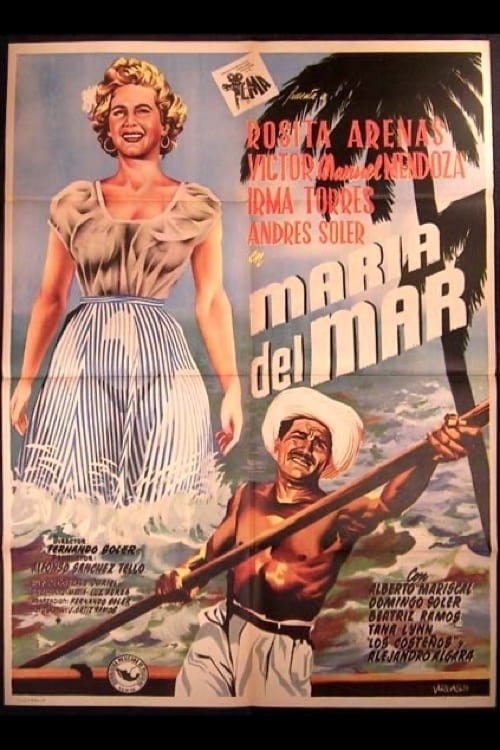 FILMA
presenta a
ROSITA ARENAS
VICTOR Manuel MENDOZA
IRMA TORRES
ANDRES SOLER
en
MARIA
del MAR
DIRECTOR
FERNANDO SOLER
ALFONSO SANCHEZ TELLO
Con
ALBERTO MARISCAL
DOMINGO SOLER
BEATRIZ RAMOS
TANA LYNN
"LOS COSTEÑOS" y
ALEJANDRO ALGARA